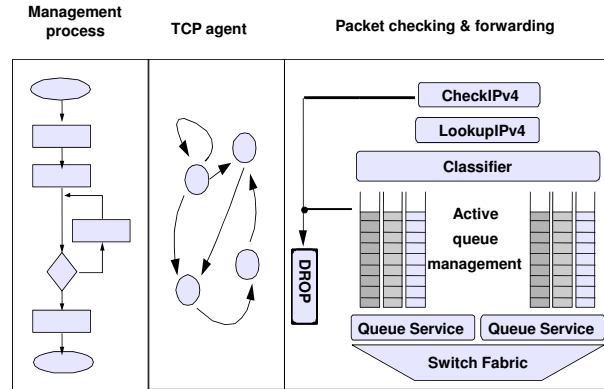 Management
process
TCP agent
Packet checking & forwarding
CheckIPv4
LookupIPv4
Classifier
Active
queue
management
DROP
Queue Service
Queue Service
Switch Fabric